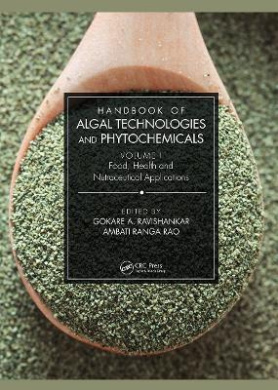 HANDBOOK OF
ALGAL TECHNOLOGIES
AND PHYTOCHEMICALS
VOLUME I
Food, Health and
Nutraceutical Applications
EDITED BY
GOKARE A. RAVISHANKAR
AMBATI RANGA RAO
CRC Press